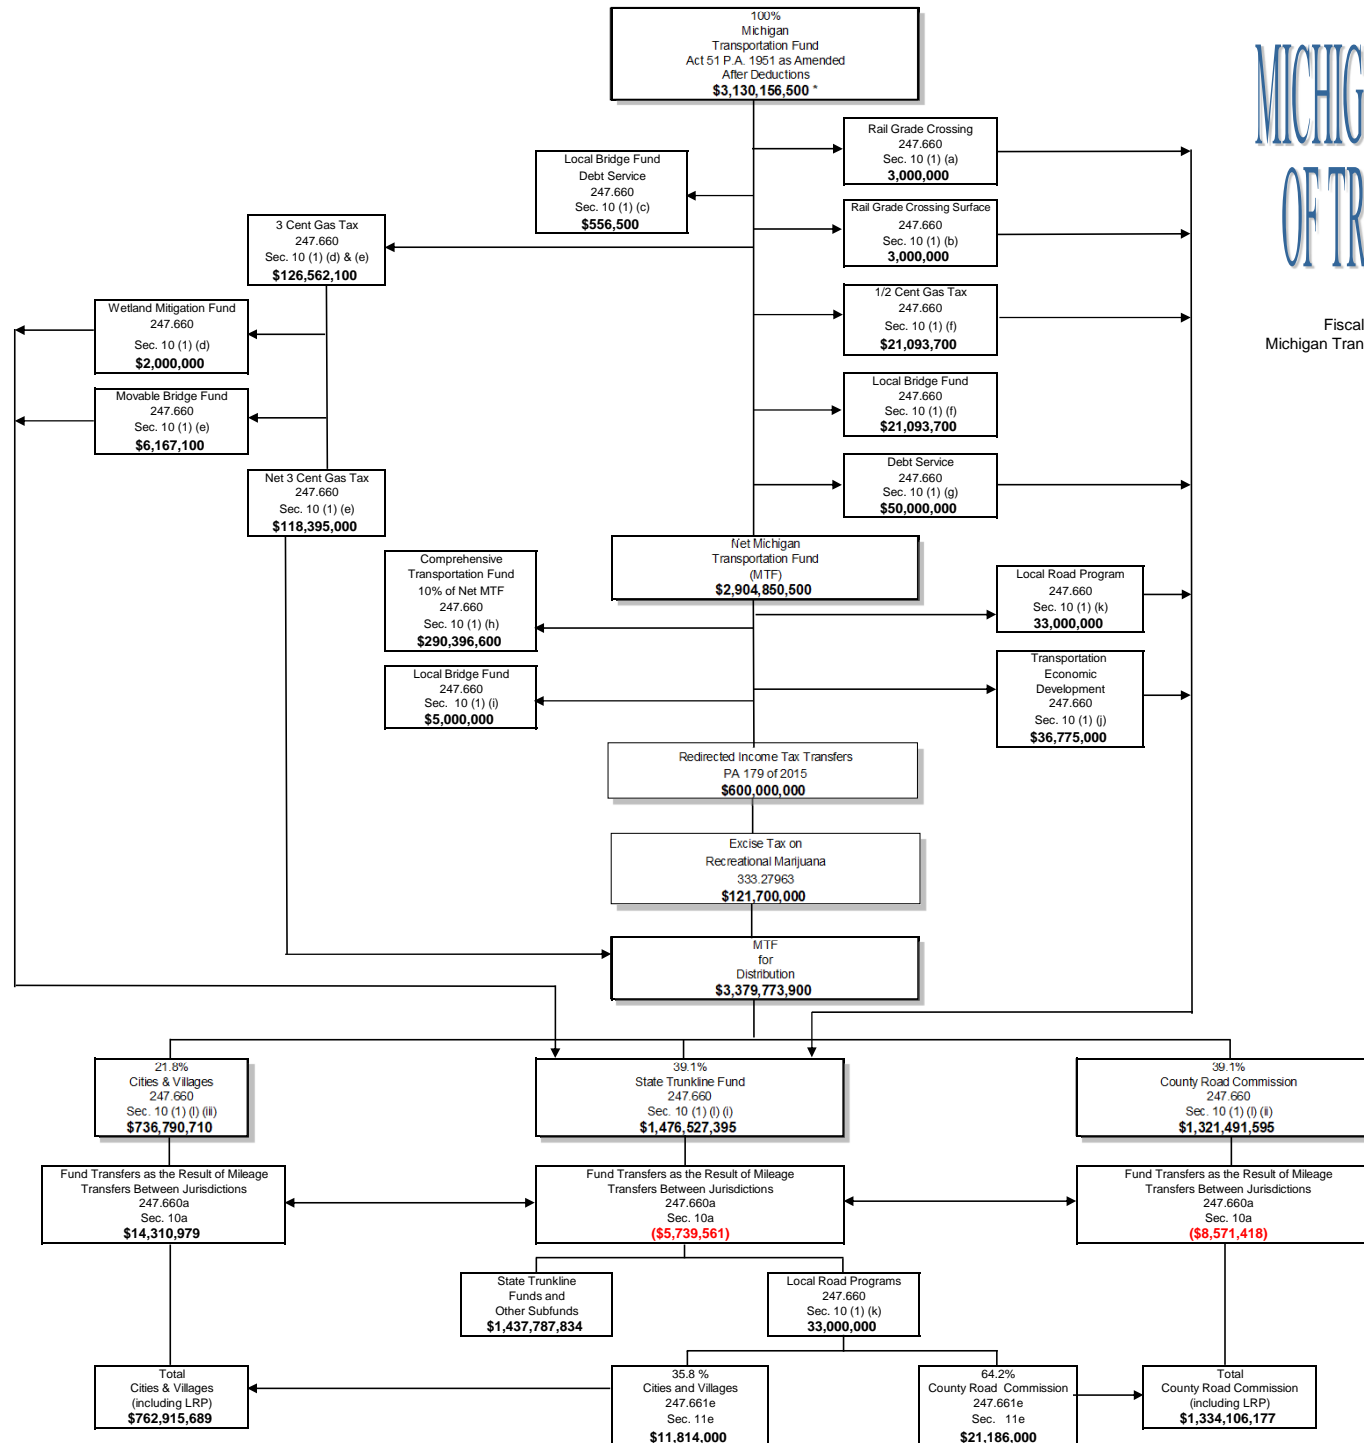 100%
Michigan
Transportation Fund
Act 51 P.A. 1951 as Amended
After Deductions
$3,130,156,500 *
MICHIG
OF TR
Fiscal
Michigan Tran
Rail Grade Crossing
247.660
Sec. 10 (1) (a)
3,000,000
Local Bridge Fund
Debt Service
247.660
Sec. 10 (1) (c)
$556,500
Rail Grade Crossing Surface
247.660
Sec. 10 (1) (b)
3,000,000
3 Cent Gas Tax
247.660
Sec. 10 (1) (d) & (e)
$126,562,100
1/2 Cent Gas Tax
247.660
Sec. 10 (1) (f)
$21,093,700
Wetland Mitigation Fund
247.660
Sec. 10 (1) (d)
$2,000,000
Local Bridge Fund
247.660
Sec. 10 (1) (f)
$21,093,700
Movable Bridge Fund
247.660
Sec. 10 (1) (e)
$6,167,100
Debt Service
247.660
Sec. 10 (1) (g)
$50,000,000
Net 3 Cent Gas Tax
247.660
Sec. 10 (1) (e)
$118,395,000
Net Michigan
Transportation Fund
(MTF)
$2,904,850,500
Comprehensive
Transportation Fund
10% of Net MTF
247.660
Sec. 10 (1) (h)
$290,396,600
Local Road Program
247.660
Sec. 10 (1) (k)
33,000,000
Local Bridge Fund
247.660
Sec. 10 (1) (i)
$5,000,000
Transportation
Economic
Development
247.660
Sec. 10 (1) (j)
$36,775,000
Redirected Income Tax Transfers
PA 179 of 2015
$600,000,000
Excise Tax on
Recreational Marijuana
333.27963
$121,700,000
MTF
for
Distribution
$3,379,773,900
21.8%
Cities & Villages
247.660
Sec. 10 (1) (l) (iii)
$736,790,710
39.1%
State Trunkline Fund
247.660
Sec. 10 (1) (l) (i)
$1,476,527,395
39.1%
County Road Commission
247.660
Sec. 10 (1) (l) (ii)
$1,321,491,595
Fund Transfers as the Result of Mileage
Transfers Between Jurisdictions
247.660a
Sec. 10a
$14,310,979
Fund Transfers as the Result of Mileage
Transfers Between Jurisdictions
247.660a
Sec. 10a
($5,739,561)
Fund Transfers as the Result of Mileage
Transfers Between Jurisdictions
247.660a
Sec. 10a
($8,571,418)
State Trunkline
Funds and
Other Subfunds
$1,437,787,834
Local Road Programs
247.660
Sec. 10 (1) (k)
33,000,000
Total
Cities & Villages
(including LRP)
$762,915,689
35.8 %
Cities and Villages
247.661e
Sec. 11e
$11,814,000
64.2%
County Road Commission
247.661e
Sec. 11e
$21,186,000
Total
County Road Commission
(including LRP)
$1,334,106,177